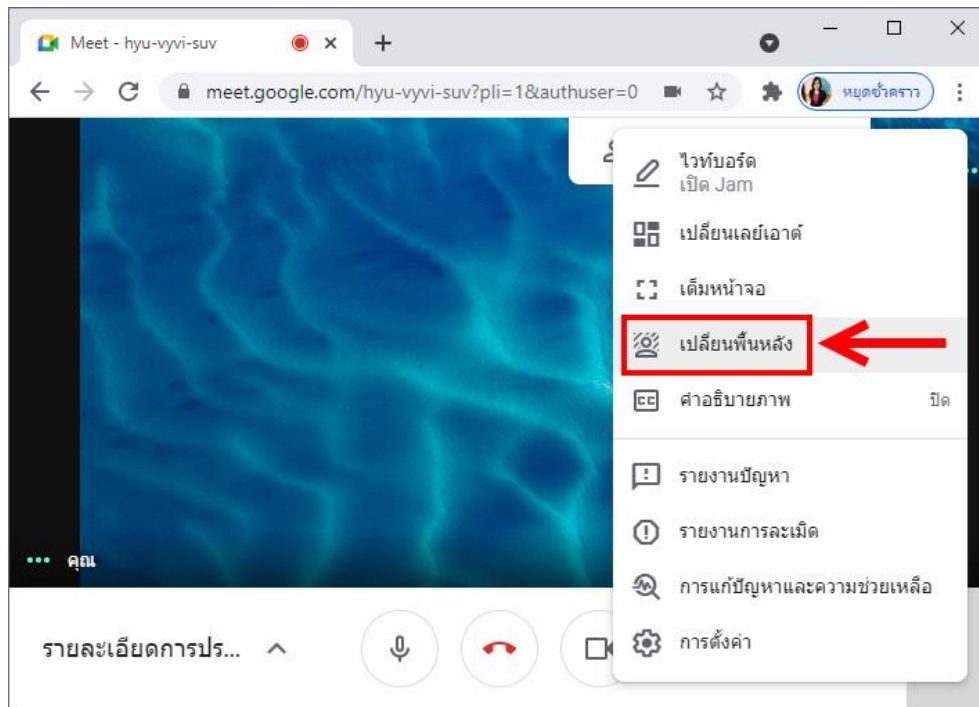 Meet - hyu-vyvi-suv
meet.google.com/hyu-vyvi-suv?pli=1&authuser=0
หยุดชั่วคราว
ไวท์บอร์ด
เปิด Jam
เปลี่ยนเลย์เอาต์
เต็มหน้าจอ
เปลี่ยนพื้นหลัง
CC คำอธิบายภาพ ปิด
รายงานปัญหา
รายงานการละเมิด
การแก้ปัญหาและความช่วยเหลือ
การตั้งค่า
คุณ
รายละเอียดการปร...